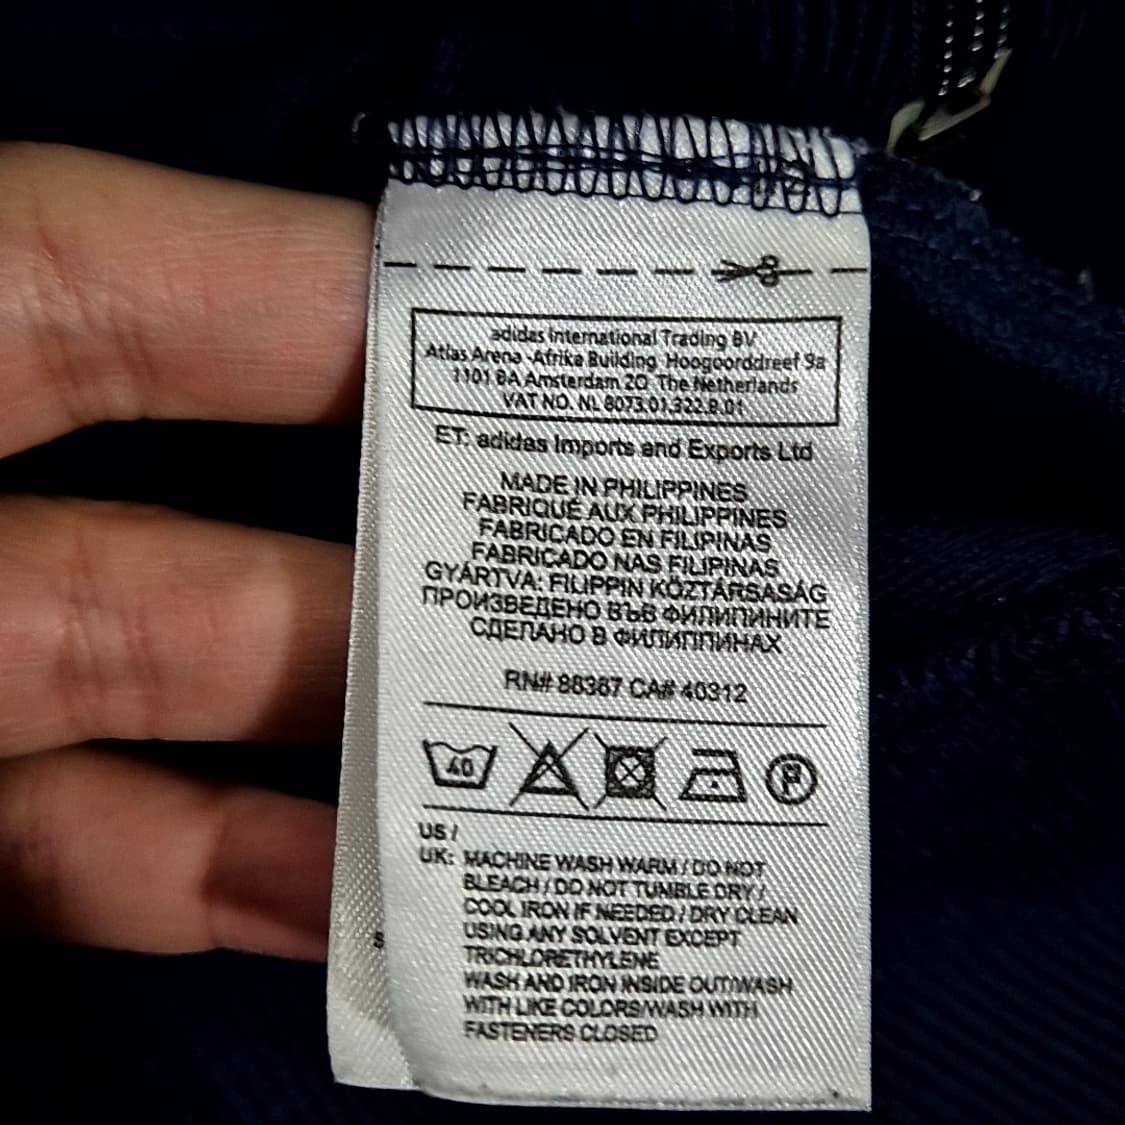 adidas International Trading BV
Atlas Arena -Afrika Building, Hoogoorddreef 9a
1101 BA Amsterdam ZO The Netherlands
VAT NO. NL 8073.01.322.B.01
ET: adidas Imports and Exports Ltd
MADE IN PHILIPPINES
FABRIQUÉ AUX PHILIPPINES
FABRICADO EN FILIPINAS
FABRICADO NAS FILIPINAS
GYÁRTVA: FILIPPIN KÖZTÁRSASÁG
ПРОИЗВЕДЕНО ВЪВ ФИЛИПИНИТЕ
СДЕЛАНО В ФИЛИППИНАХ
RN# 88387 CA# 40312
40 P
US /
UK: MACHINE WASH WARM / DO NOT
BLEACH / DO NOT TUMBLE DRY /
COOL IRON IF NEEDED / DRY CLEAN
USING ANY SOLVENT EXCEPT
TRICHLORETHYLENE
WASH AND IRON INSIDE OUT/WASH
WITH LIKE COLORS/WASH WITH
FASTENERS CLOSED